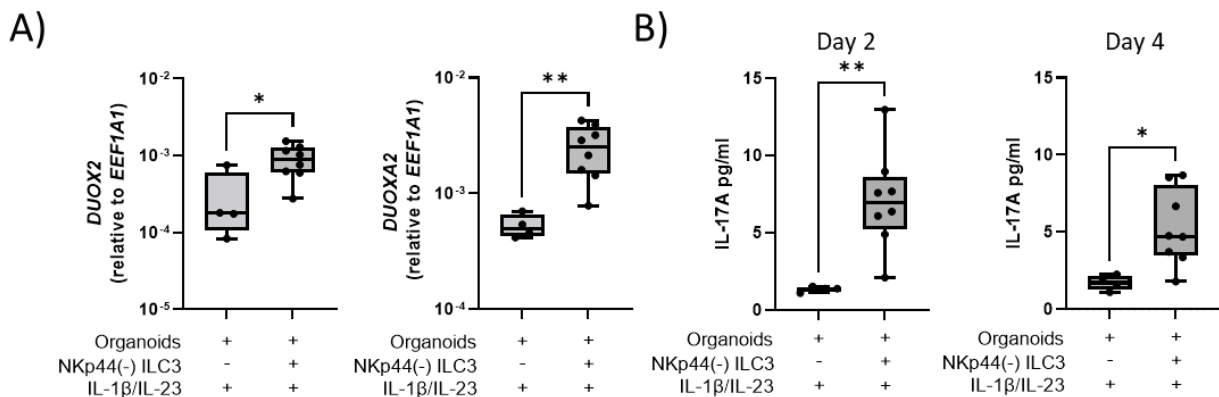 A)
DUOX2
(relative to EEF1A1)
10⁻²
10⁻³
10⁻⁴
10⁻⁵
*
Organoids + +
NKp44(-) ILC3 - +
IL-1β/IL-23 + +
DUOXA2
(relative to EEF1A1)
10⁻²
10⁻³
10⁻⁴
**
Organoids + +
NKp44(-) ILC3 - +
IL-1β/IL-23 + +
B)
Day 2
IL-17A pg/ml
15
10
5
0
**
Organoids + +
NKp44(-) ILC3 - +
IL-1β/IL-23 + +
Day 4
IL-17A pg/ml
15
10
5
0
*
Organoids + +
NKp44(-) ILC3 - +
IL-1β/IL-23 + +